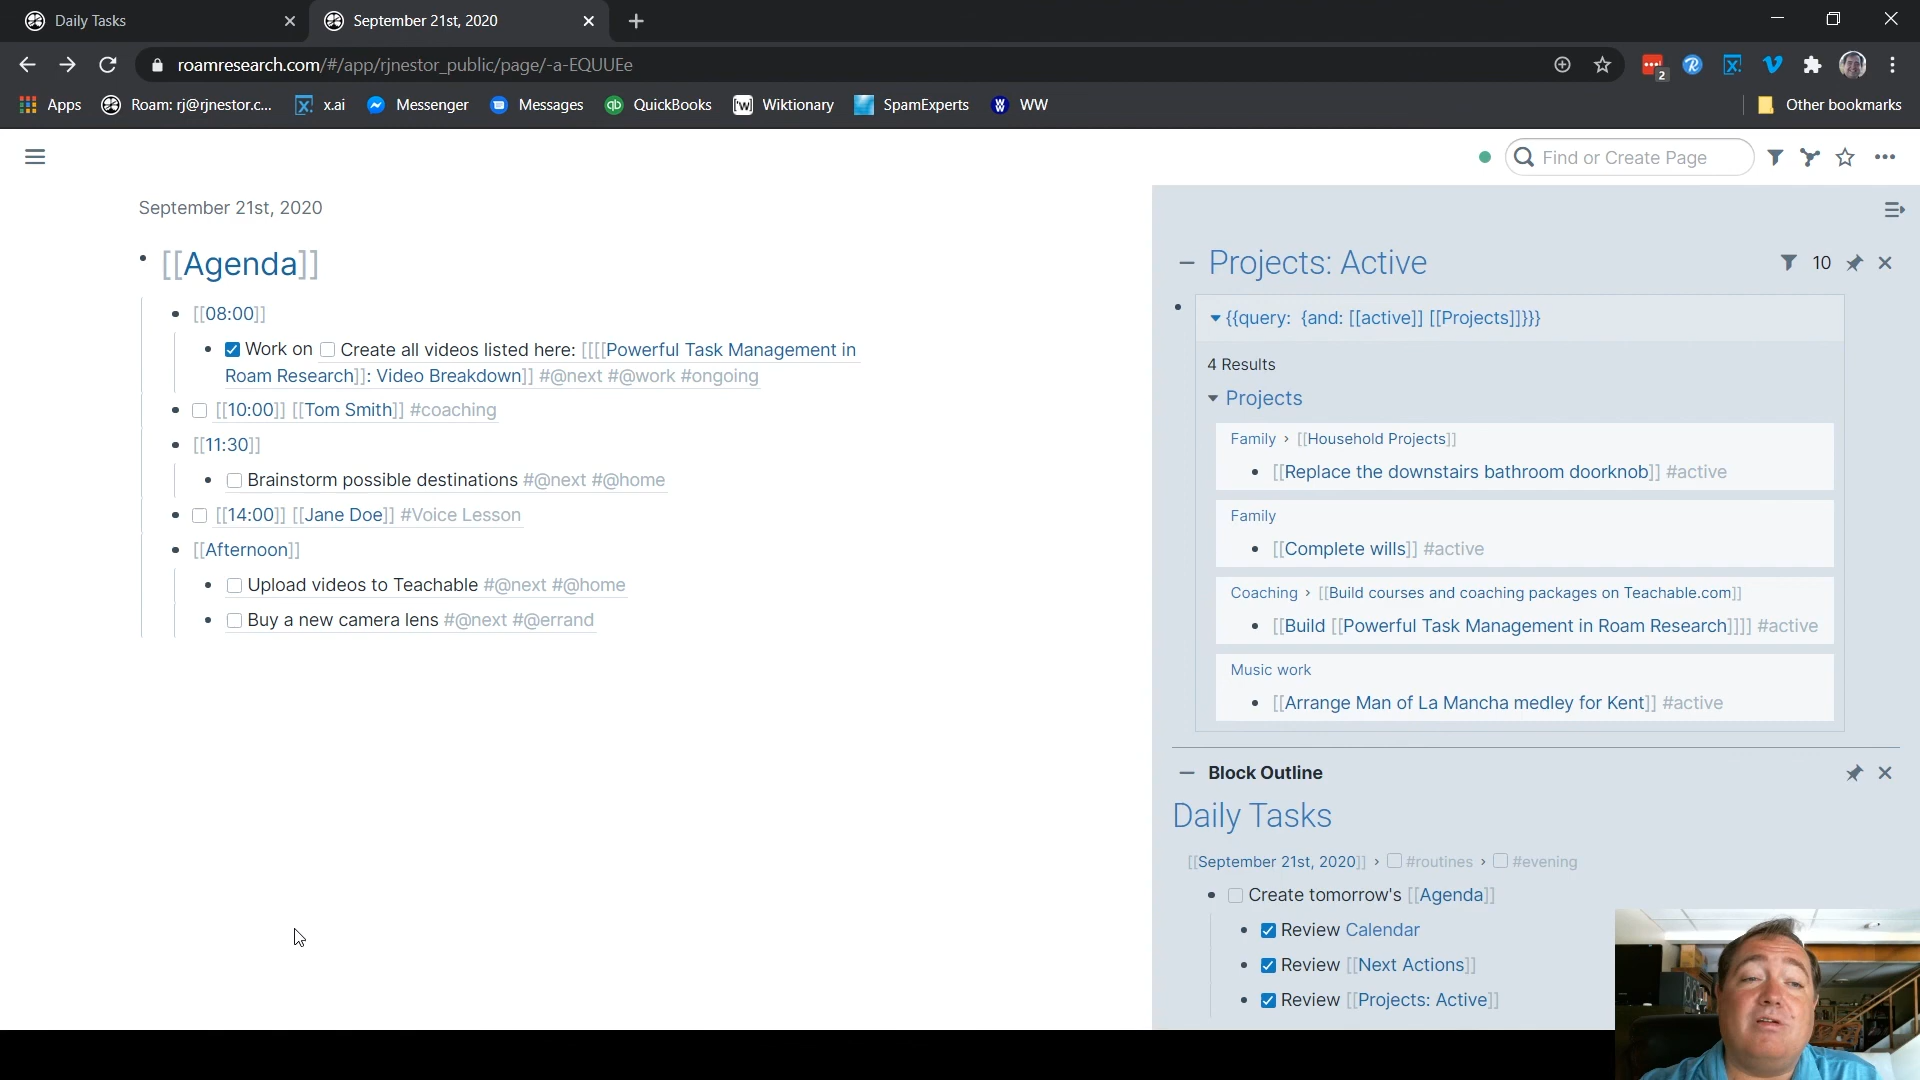 Daily Tasks
September 21st, 2020
roamresearch.com/#/app/rjnestor_public/page/-a-EQUUEe
2
Apps
Roam: rj@rjnestor.c...
x.ai
Messenger
Messages
QuickBooks
Wiktionary
SpamExperts
WW
Other bookmarks
Find or Create Page
September 21st, 2020
[[Agenda]]
[[08:00]]
Work on Create all videos listed here: [[[[Powerful Task Management in
Roam Research]]: Video Breakdown]] #@next #@work #ongoing
[[10:00]] [[Tom Smith]] #coaching
[[11:30]]
Brainstorm possible destinations #@next #@home
[[14:00]] [[Jane Doe]] #Voice Lesson
[[Afternoon]]
Upload videos to Teachable #@next #@home
Buy a new camera lens #@next #@errand
Projects: Active
10
{{query: {and: [[active]] [[Projects]]}}}
4 Results
Projects
Family › [[Household Projects]]
[[Replace the downstairs bathroom doorknob]] #active
Family
[[Complete wills]] #active
Coaching › [[Build courses and coaching packages on Teachable.com]]
[[Build [[Powerful Task Management in Roam Research]]]] #active
Music work
[[Arrange Man of La Mancha medley for Kent]] #active
Block Outline
Daily Tasks
[[September 21st, 2020]] › #routines › #evening
Create tomorrow's [[Agenda]]
Review Calendar
Review [[Next Actions]]
Review [[Projects: Active]]